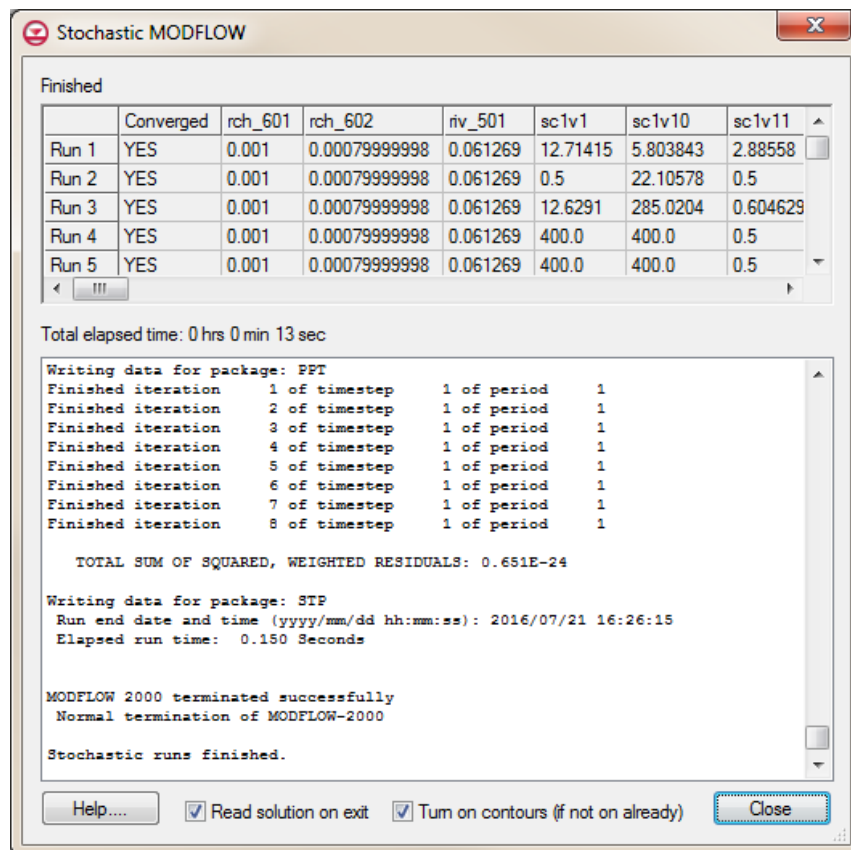 Stochastic MODFLOW
Finished
Converged rch_601 rch_602 riv_501 sc1v1 sc1v10 sc1v11
Run 1 YES 0.001 0.00079999998 0.061269 12.71415 5.803843 2.88558
Run 2 YES 0.001 0.00079999998 0.061269 0.5 22.10578 0.5
Run 3 YES 0.001 0.00079999998 0.061269 12.6291 285.0204 0.604629
Run 4 YES 0.001 0.00079999998 0.061269 400.0 400.0 0.5
Run 5 YES 0.001 0.00079999998 0.061269 400.0 400.0 0.5
Total elapsed time: 0 hrs 0 min 13 sec
Writing data for package: PPT
Finished iteration 1 of timestep 1 of period 1
Finished iteration 2 of timestep 1 of period 1
Finished iteration 3 of timestep 1 of period 1
Finished iteration 4 of timestep 1 of period 1
Finished iteration 5 of timestep 1 of period 1
Finished iteration 6 of timestep 1 of period 1
Finished iteration 7 of timestep 1 of period 1
Finished iteration 8 of timestep 1 of period 1
TOTAL SUM OF SQUARED, WEIGHTED RESIDUALS: 0.651E-24
Writing data for package: STP
Run end date and time (yyyy/mm/dd hh:mm:ss): 2016/07/21 16:26:15
Elapsed run time: 0.150 Seconds
MODFLOW 2000 terminated successfully
Normal termination of MODFLOW-2000
Stochastic runs finished.
Help.... Read solution on exit Turn on contours (if not on already) Close